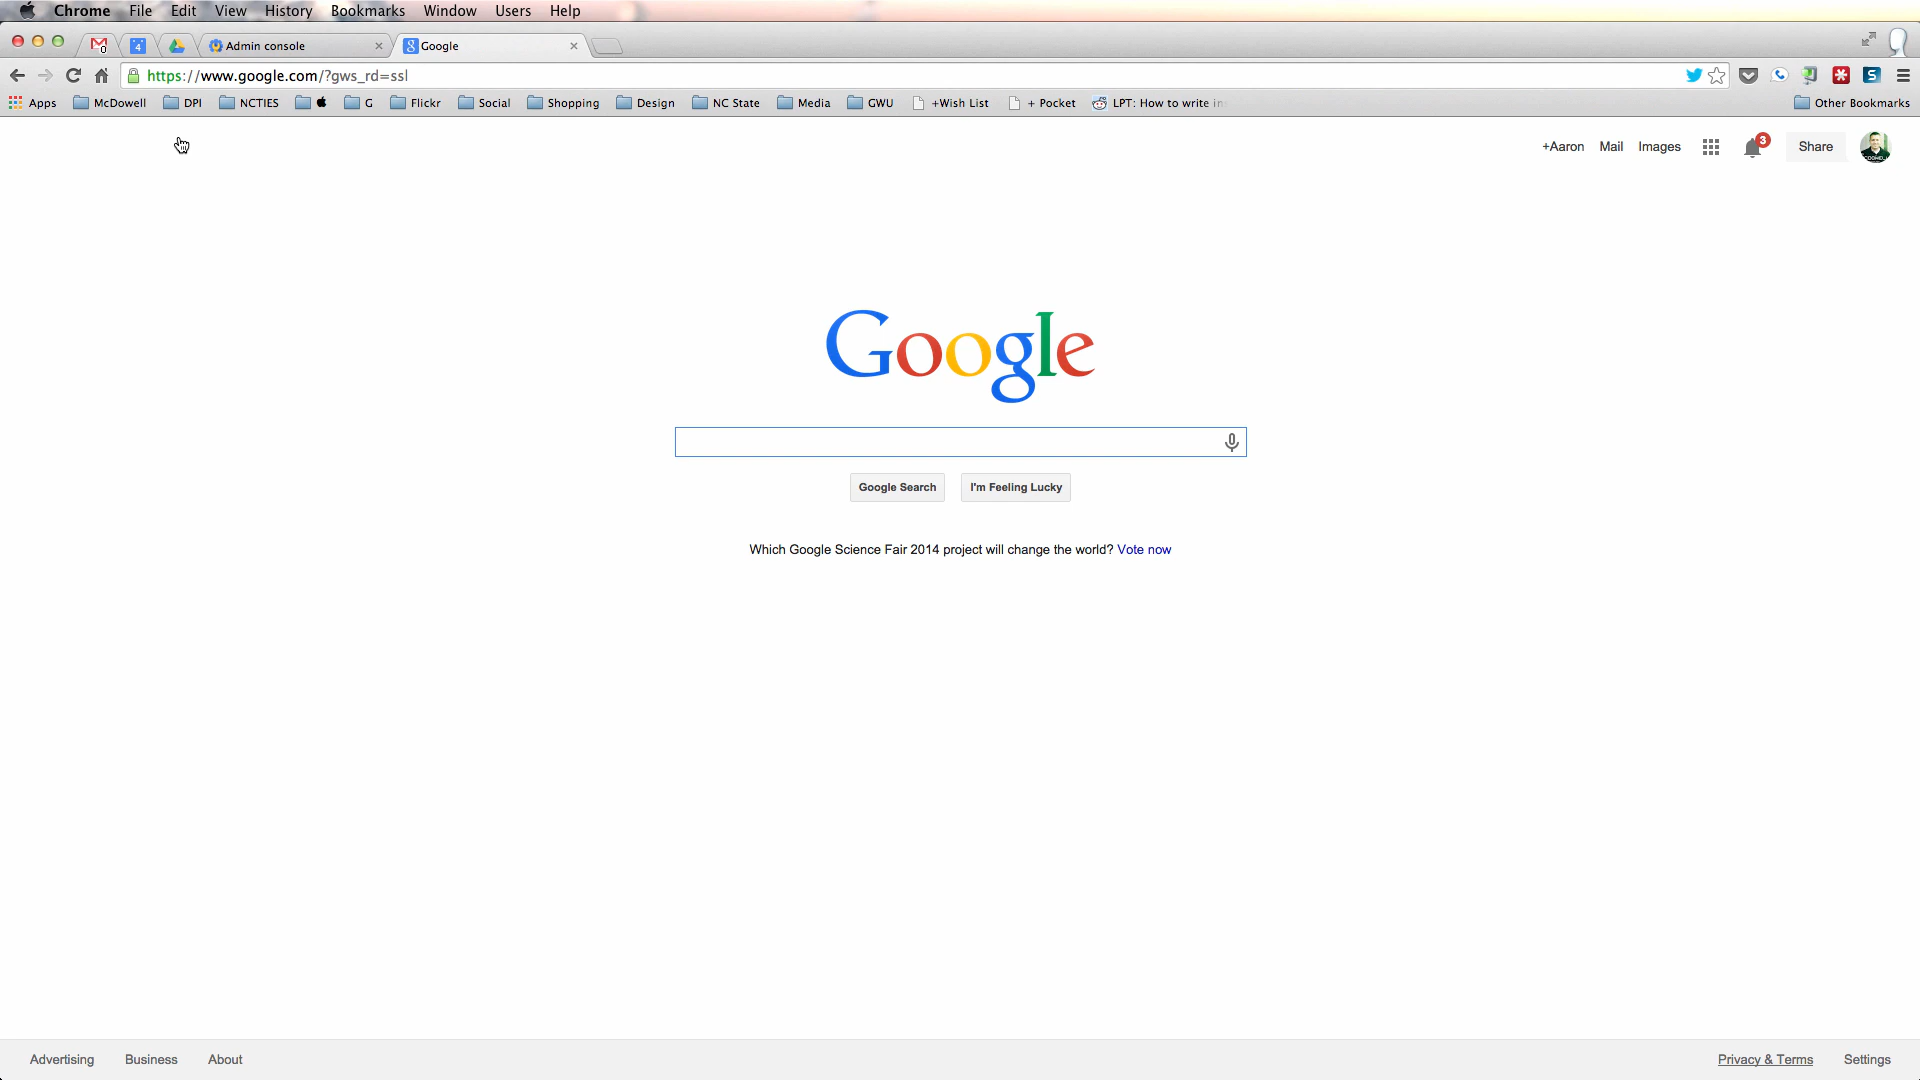 Chrome File Edit View History Bookmarks Window Users Help
0 4 Admin console Google
https://www.google.com/?gws_rd=ssl
Apps McDowell DPI NCTIES G Flickr Social Shopping Design NC State Media GWU +Wish List + Pocket LPT: How to write in Other Bookmarks
+Aaron Mail Images 3 Share
Google
Google Search I'm Feeling Lucky
Which Google Science Fair 2014 project will change the world? Vote now
Advertising Business About Privacy & Terms Settings